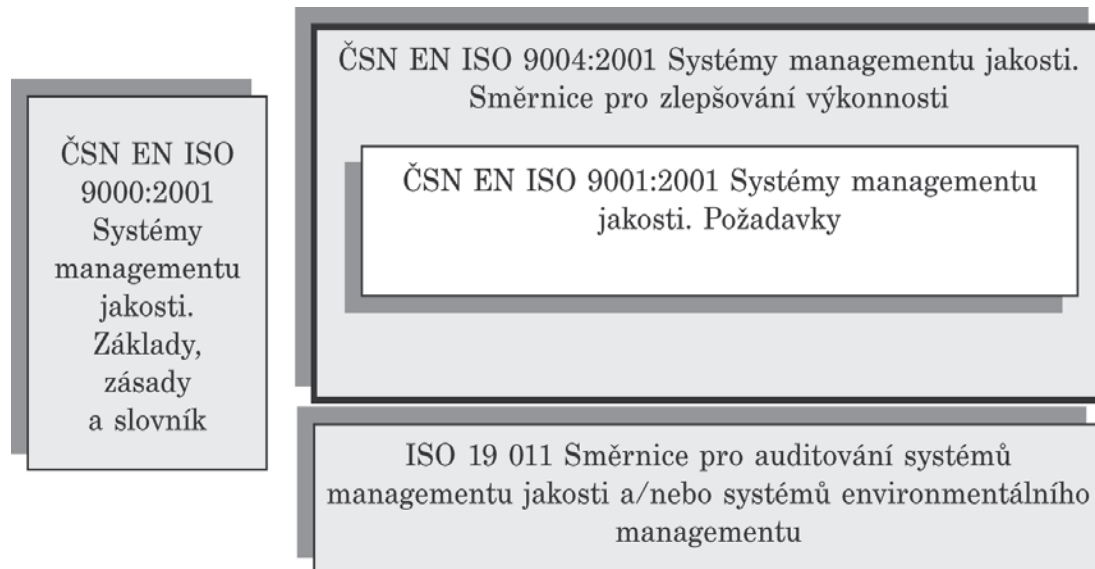 ČSN EN ISO
9000:2001
Systémy
managementu
jakosti.
Základy,
zásady
a slovník
ČSN EN ISO 9004:2001 Systémy managementu jakosti.
Směrnice pro zlepšování výkonnosti
ČSN EN ISO 9001:2001 Systémy managementu
jakosti. Požadavky
ISO 19 011 Směrnice pro auditování systémů
managementu jakosti a/nebo systémů environmentálního
managementu